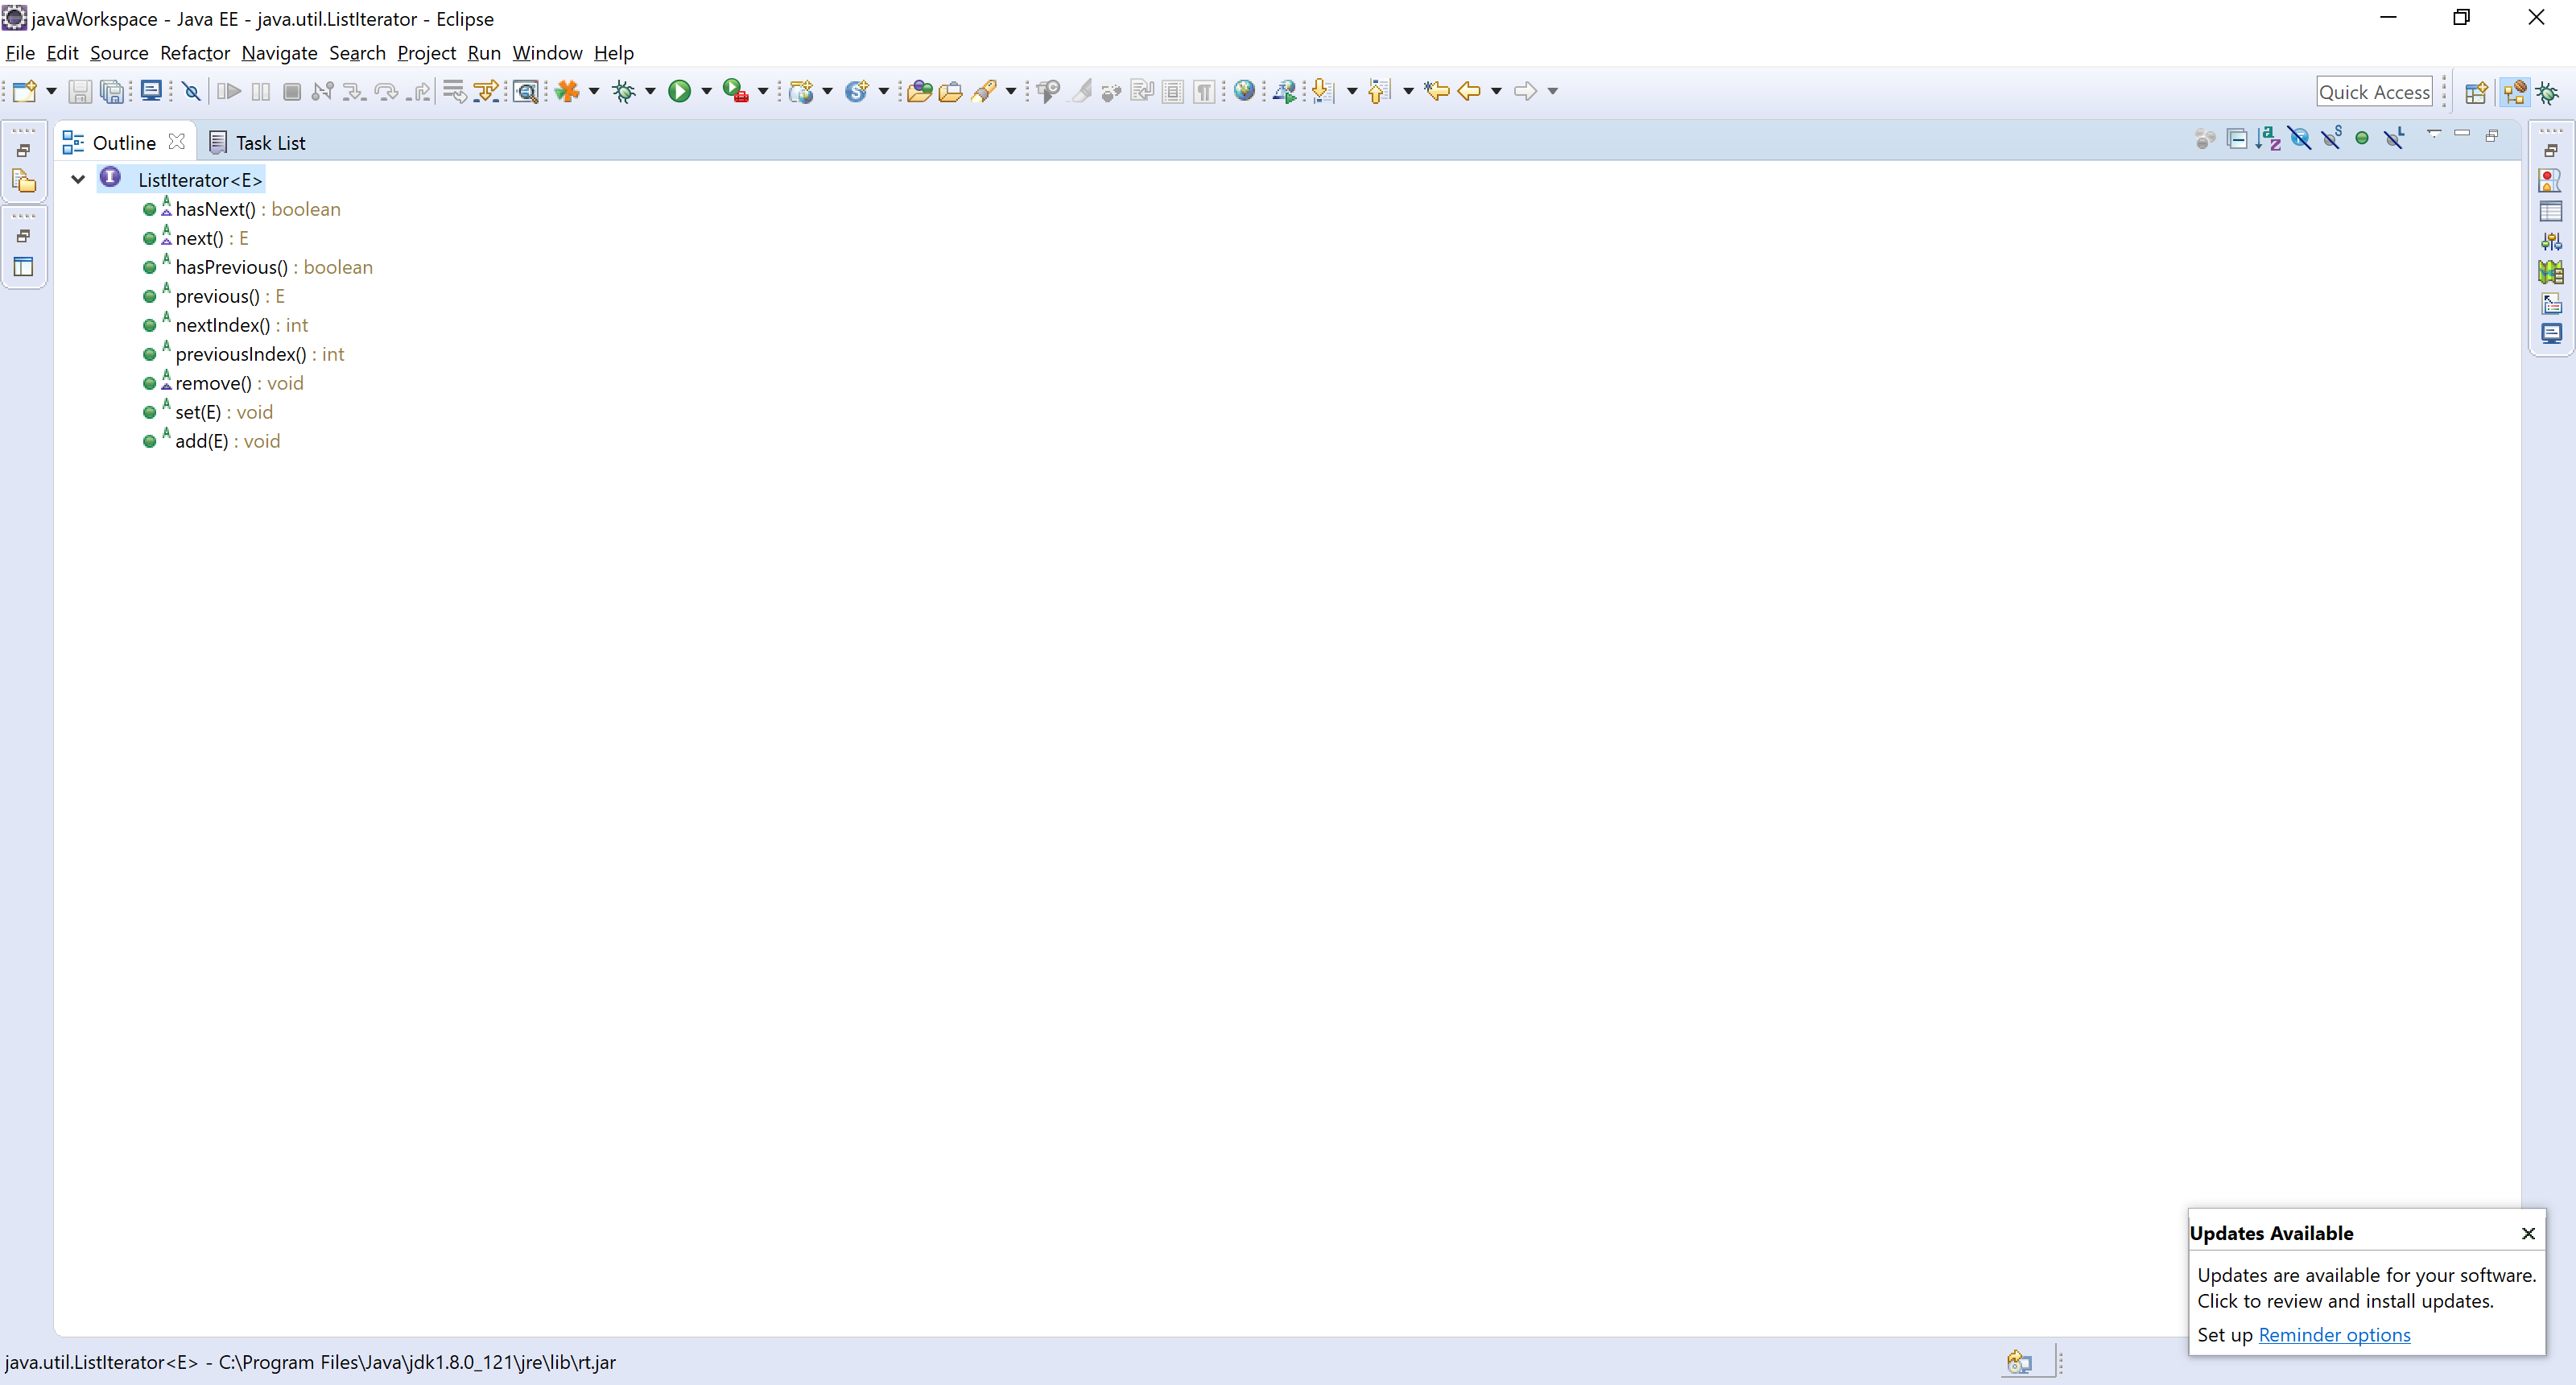 javaWorkspace - Java EE - java.util.ListIterator - Eclipse
File Edit Source Refactor Navigate Search Project Run Window Help
Quick Access
Outline Task List
ListIterator<E>
hasNext() : boolean
next() : E
hasPrevious() : boolean
previous() : E
nextIndex() : int
previousIndex() : int
remove() : void
set(E) : void
add(E) : void
Updates Available
Updates are available for your software.
Click to review and install updates.
Set up Reminder options
java.util.ListIterator<E> - C:\Program Files\Java\jdk1.8.0_121\jre\lib\rt.jar